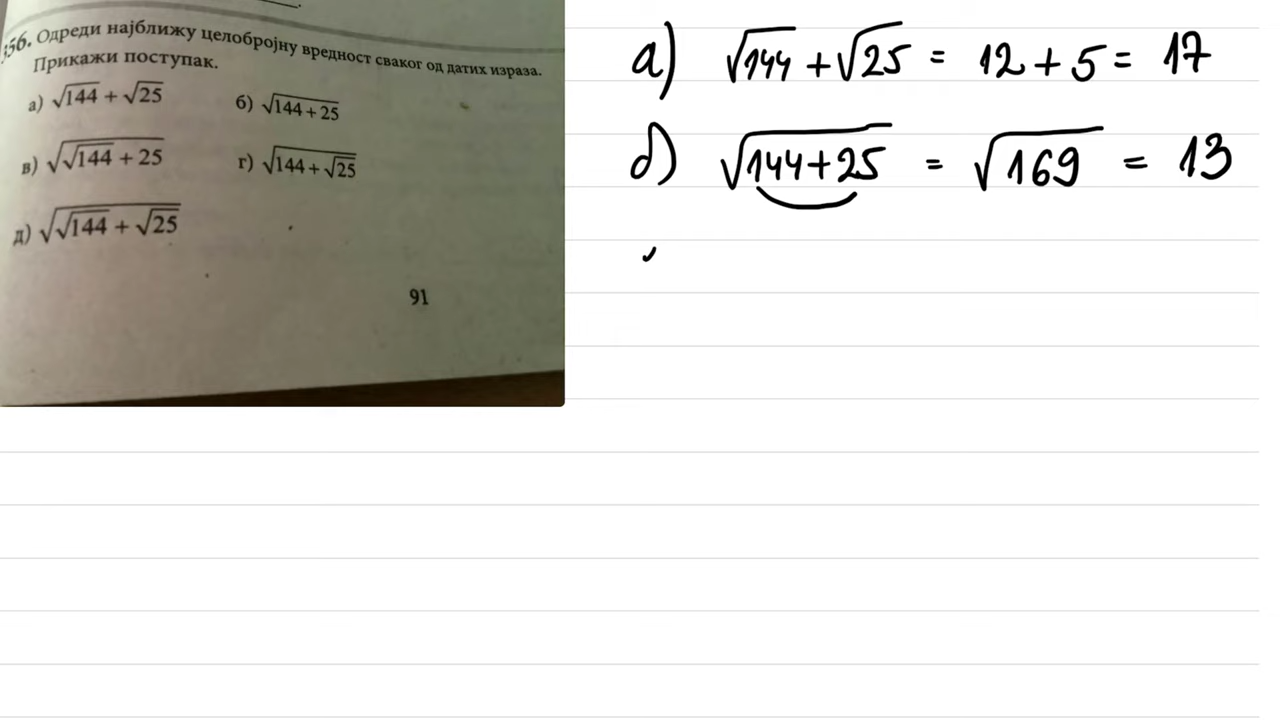 356. Одреди најближу целобројну вредност сваког од датих израза.
Прикажи поступак.
а) √144 + √25 б) √(144 + 25)
в) √(√144 + 25) г) √(144 + √25)
д) √(√144 + √25)
91
а) √144 + √25 = 12 + 5 = 17
б) √(144+25) = √169 = 13